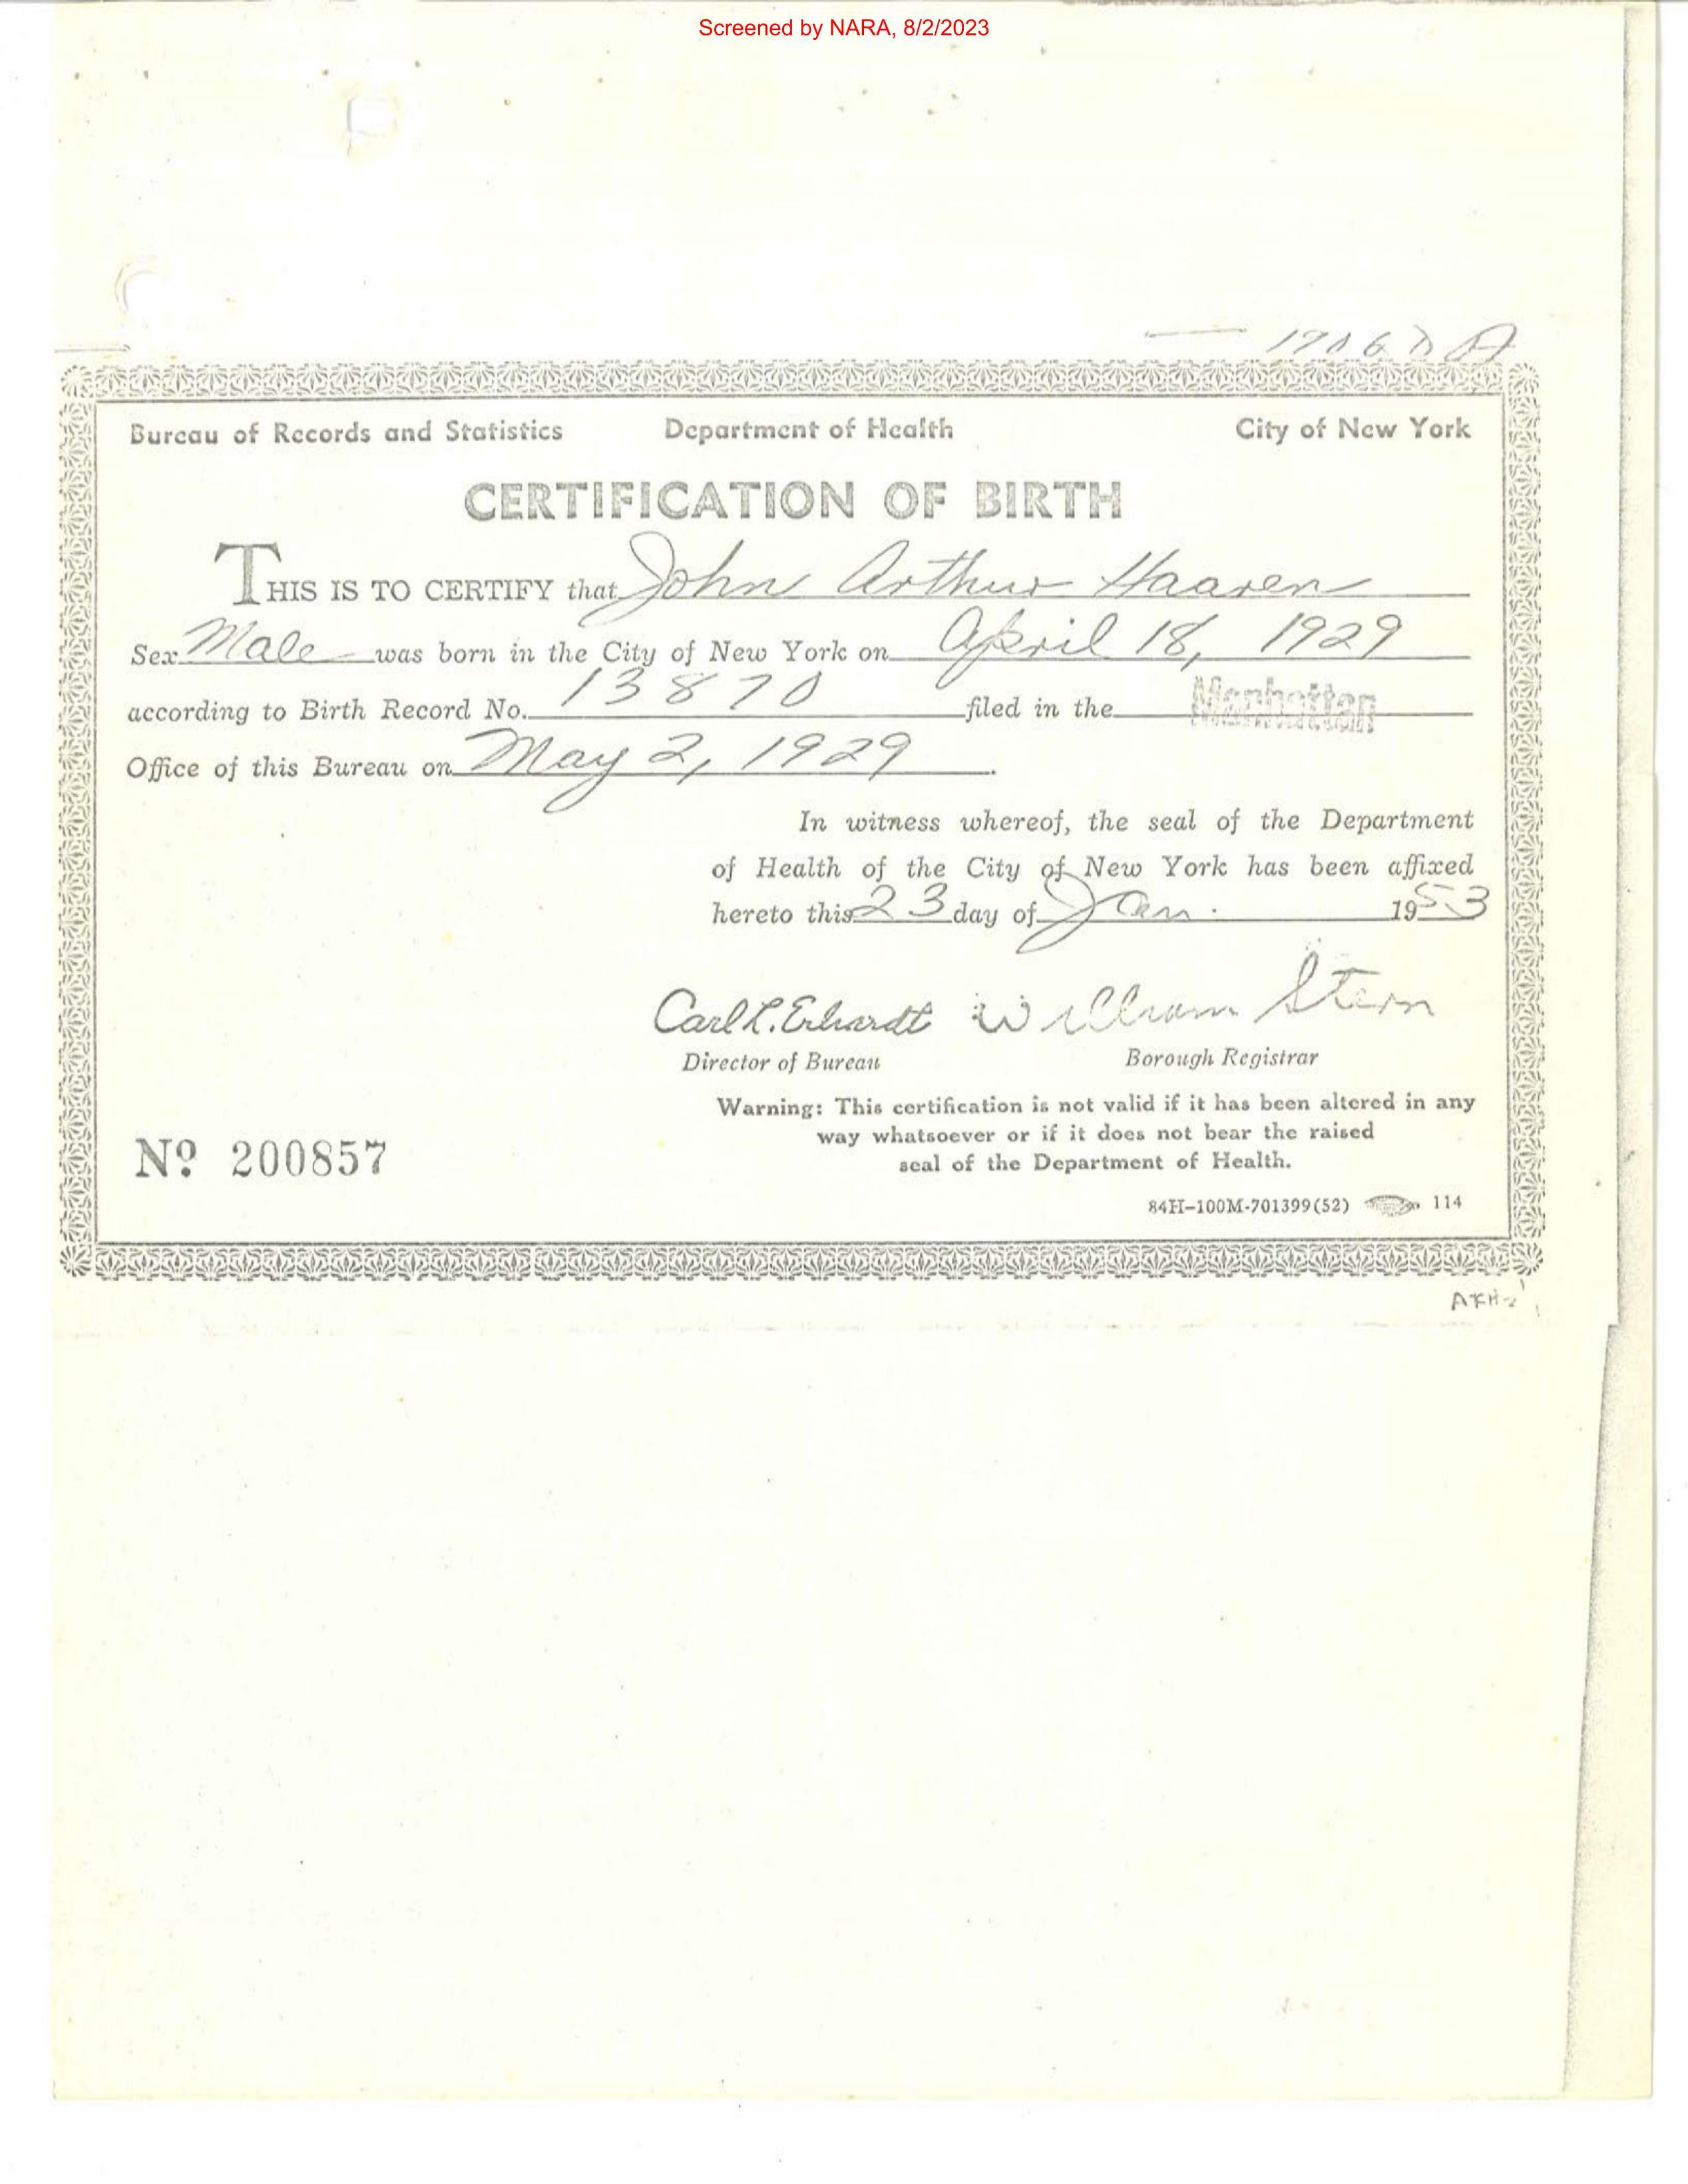 Screened by NARA, 8/2/2023
Bureau of Records and Statistics Department of Health City of New York
CERTIFICATION OF BIRTH
THIS IS TO CERTIFY that John Arthur Haaren
Sex Male was born in the City of New York on April 18, 1929
according to Birth Record No. 13870 filed in the Manhattan
Office of this Bureau on May 2, 1929.
In witness whereof, the seal of the Department
of Health of the City of New York has been affixed
hereto this 23 day of Jan. 1953
Carl L. Erhardt William Stern
Director of Bureau Borough Registrar
Warning: This certification is not valid if it has been altered in any
way whatsoever or if it does not bear the raised
seal of the Department of Health.
Nº 200857
84H-100M-701399(52) 114